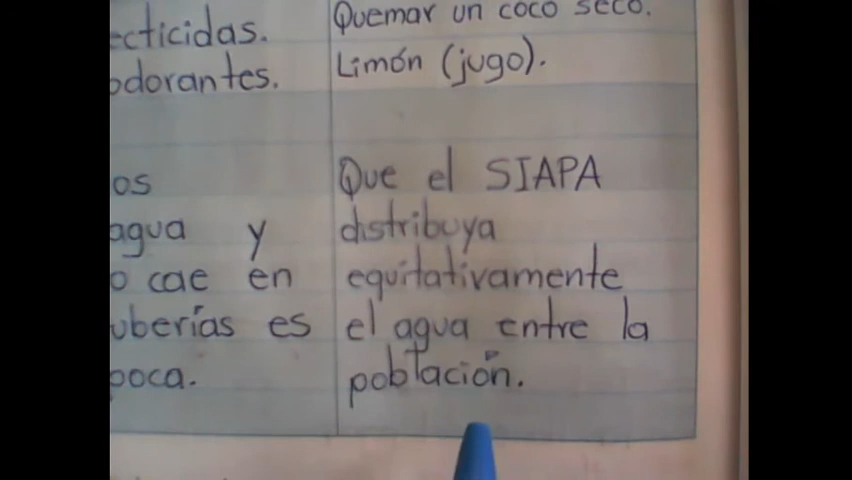 ecticidas.
odorantes.
os
agua y
o cae en
uberías es
poca.
Quemar un coco seco.
Limón (jugo).
Que el SIAPA
distribuya
equitativamente
el agua entre la
población.